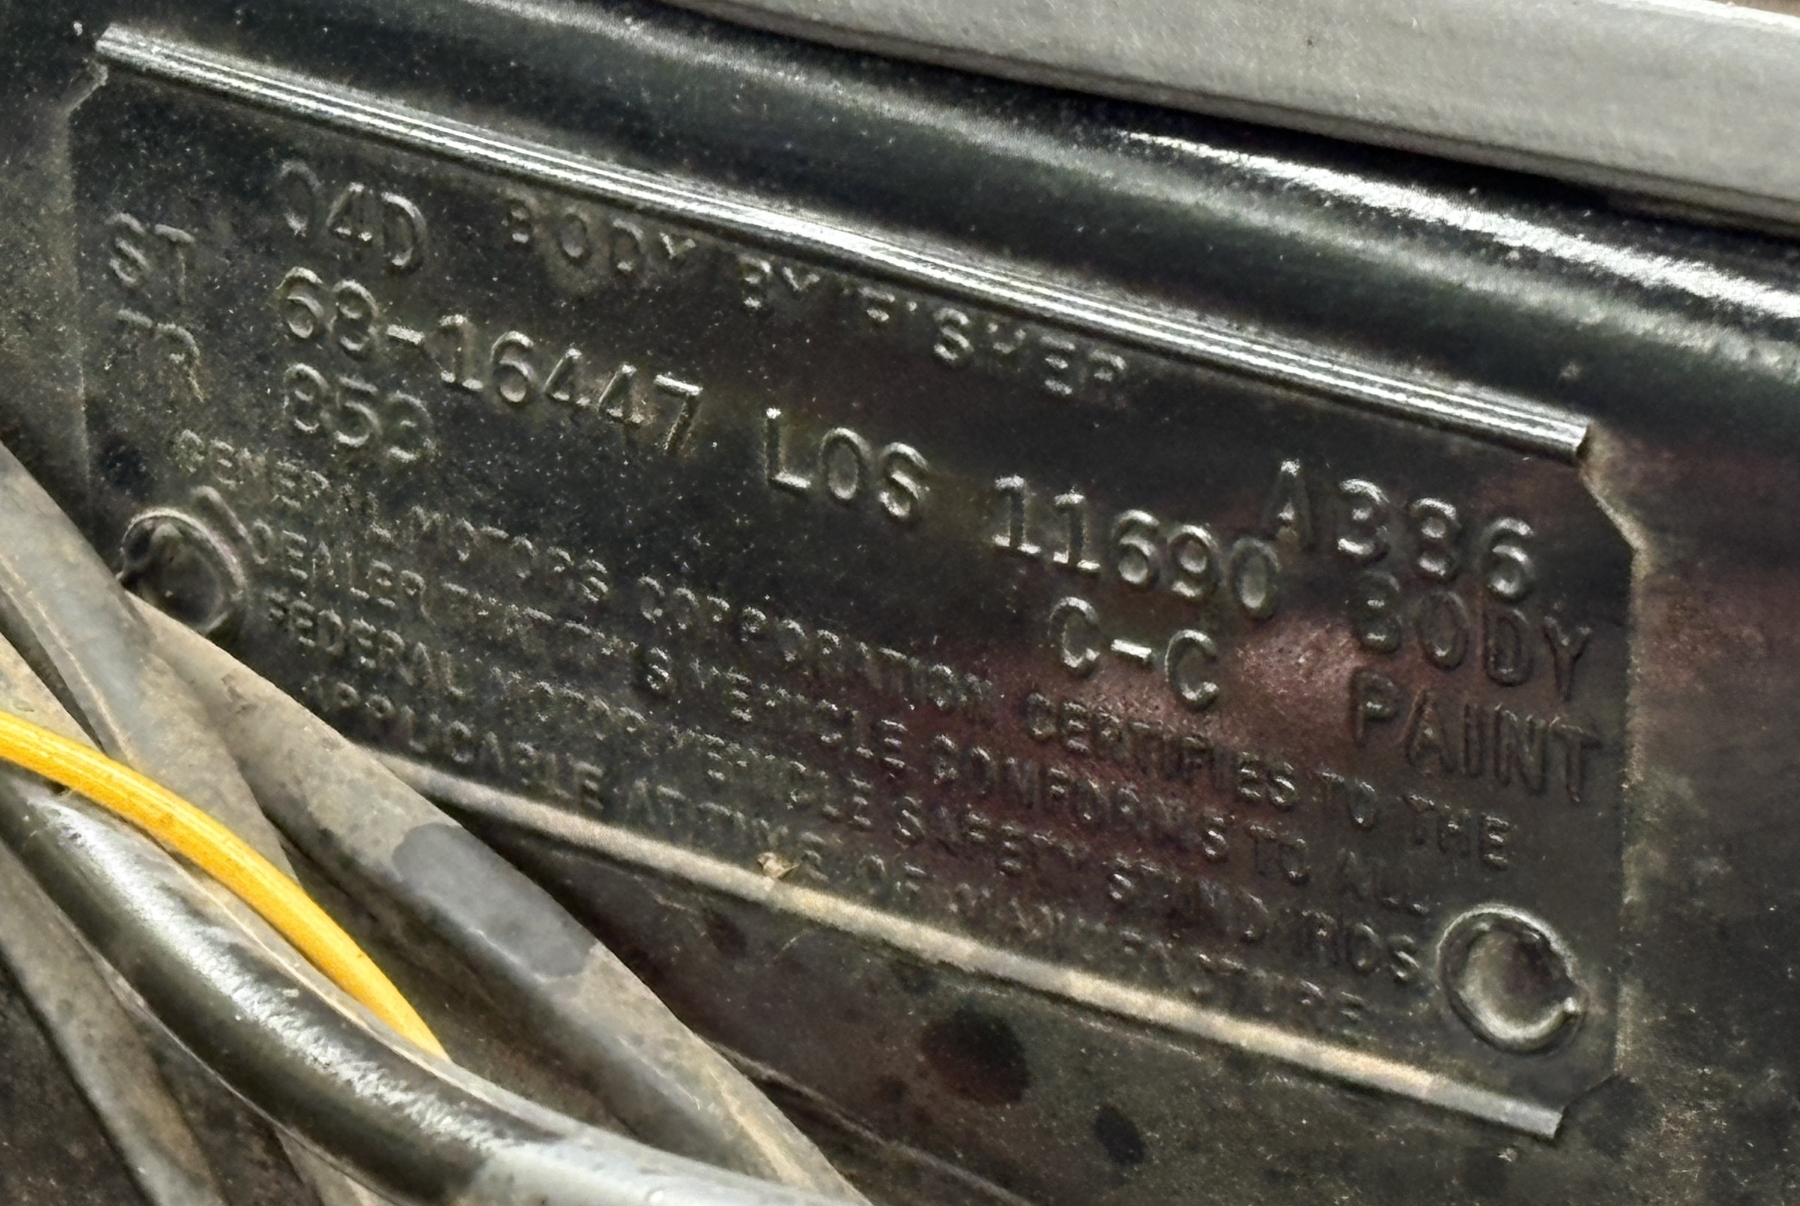 04D BODY BY FISHER
ST 68-16447 LOS 11690 A336 BODY
TR 853 C-C PAINT
GENERAL MOTORS CORPORATION CERTIFIES TO THE
DEALER THAT THIS VEHICLE CONFORMS TO ALL
FEDERAL MOTOR VEHICLE SAFETY STANDARDS
APPLICABLE AT TIME OF MANUFACTURE